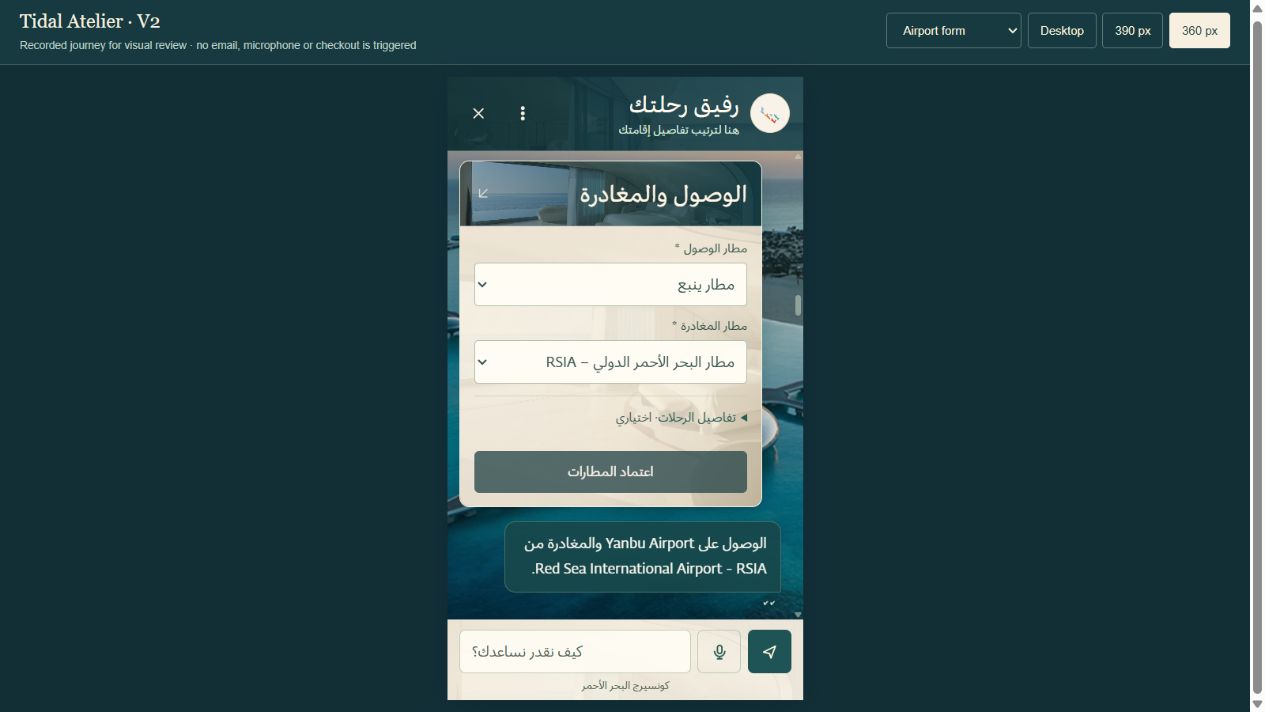 Tidal Atelier · V2
Recorded journey for visual review · no email, microphone or checkout is triggered
Airport form
Desktop
390 px
360 px
رفيق رحلتك
هنا لترتيب تفاصيل إقامتك
الوصول والمغادرة
مطار الوصول *
مطار ينبع
مطار المغادرة *
مطار البحر الأحمر الدولي – RSIA
تفاصيل الرحلات· اختياري
اعتماد المطارات
الوصول على Yanbu Airport والمغادرة من
Red Sea International Airport - RSIA.
كيف نقدر نساعدك؟
كونسيرج البحر الأحمر